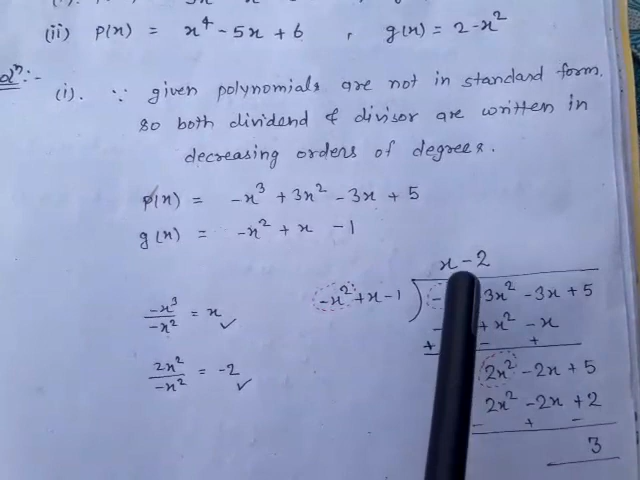 (ii) p(x) = x⁴ - 5x + 6 , g(x) = 2 - x²
(i). ∵ given polynomials are not in standard form.
so both dividend & divisor are written in
decreasing orders of degrees.
p(x) = -x³ + 3x² - 3x + 5
g(x) = -x² + x - 1
x - 2
-x² + x - 1 ) - 3x² - 3x + 5
-x³/-x² = x ✓
- + x² - x
+ - +
2x²/-x² = -2 ✓
2x² - 2x + 5
2x² - 2x + 2
- + -
3